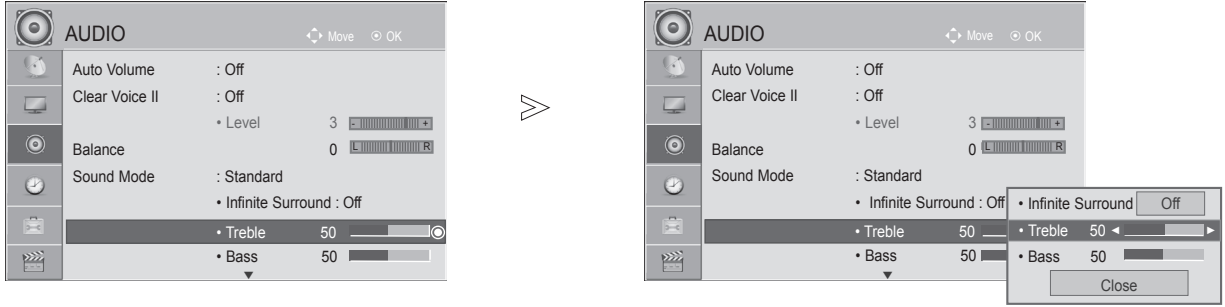 AUDIO Move OK
Auto Volume : Off
Clear Voice II : Off
• Level 3 - +
Balance 0 L R
Sound Mode : Standard
• Infinite Surround : Off
• Treble 50
• Bass 50
AUDIO Move OK
Auto Volume : Off
Clear Voice II : Off
• Level 3 - +
Balance 0 L R
Sound Mode : Standard
• Infinite Surround : Off
• Treble 50
• Bass 50
• Infinite Surround Off
• Treble 50
• Bass 50
Close